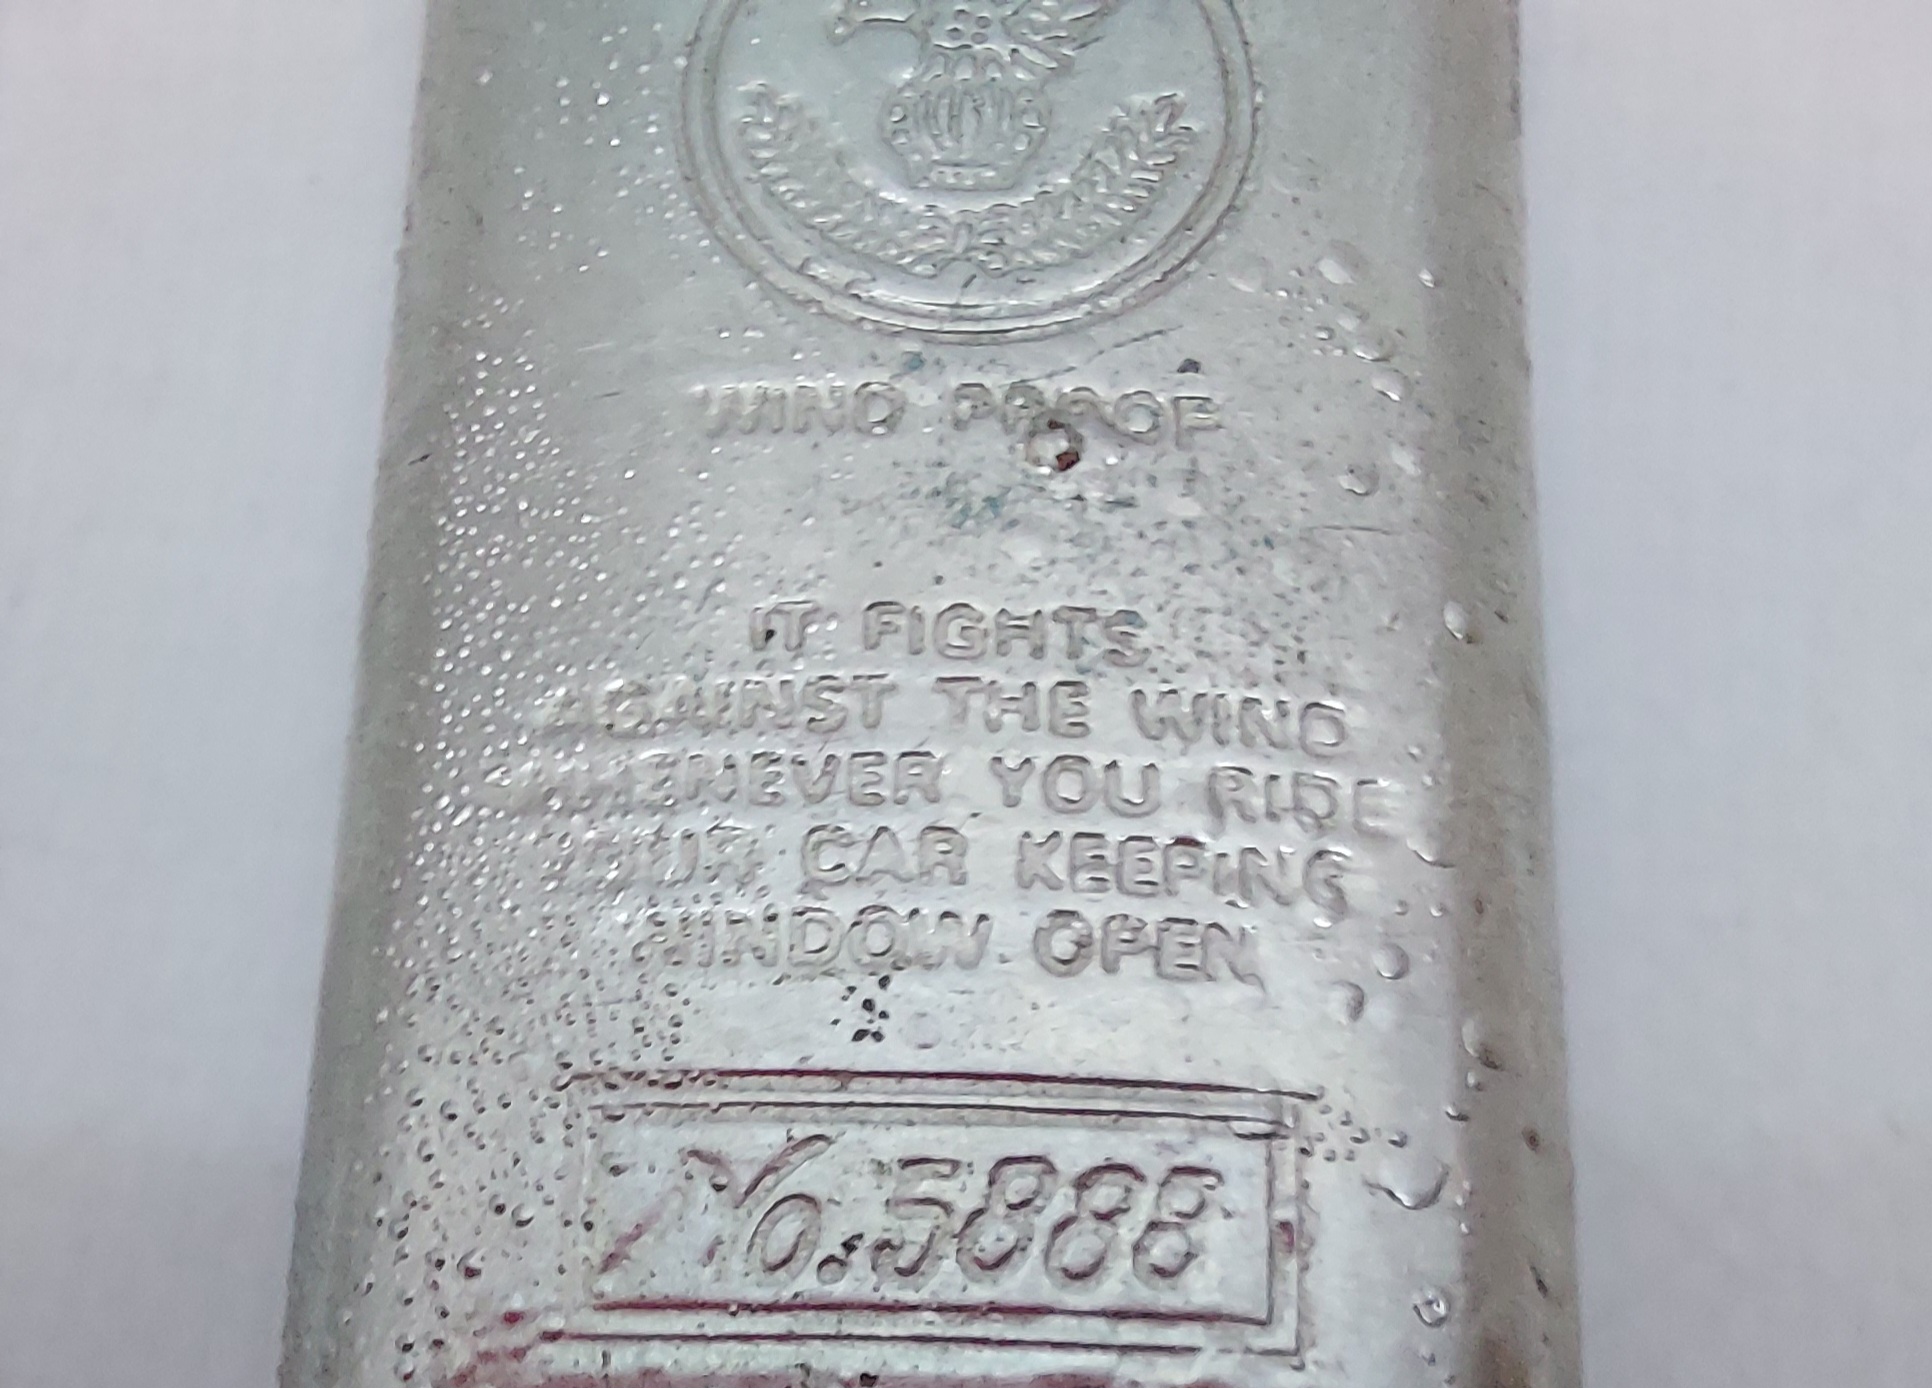 WIND PROOF
IT FIGHTS
AGAINST THE WIND
WHENEVER YOU RIDE
YOUR CAR KEEPING
WINDOW OPEN
No.5888